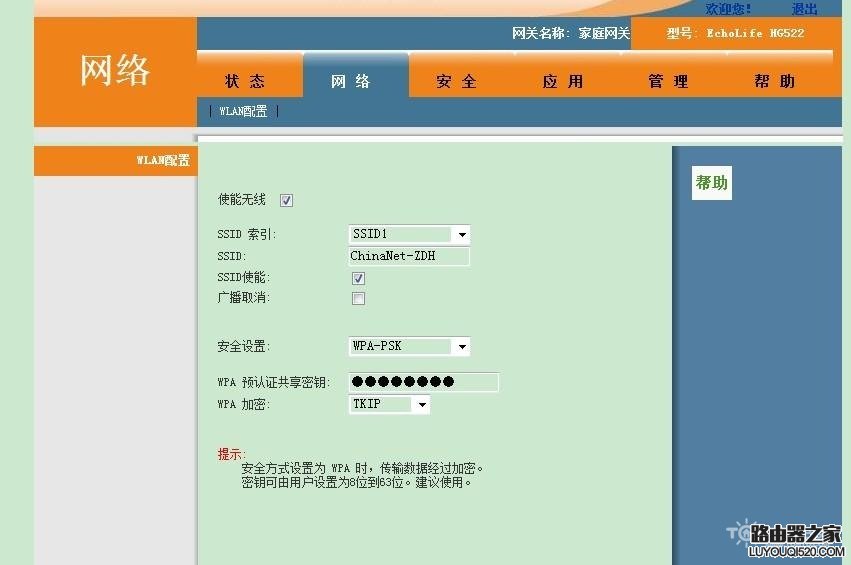 欢迎您! 退出
网关名称: 家庭网关 型号: EchoLife HG522
网络
状态 网络 安全 应用 管理 帮助
| WLAN配置 |
WLAN配置
帮助
使能无线
SSID 索引: SSID1
SSID: ChinaNet-ZDH
SSID使能:
广播取消:
安全设置: WPA-PSK
WPA 预认证共享密钥: ●●●●●●●●●
WPA 加密: TKIP
提示:
安全方式设置为 WPA 时，传输数据经过加密。
密钥可由用户设置为8位到63位。建议使用。
路由器之家
LUYOUQI520.COM